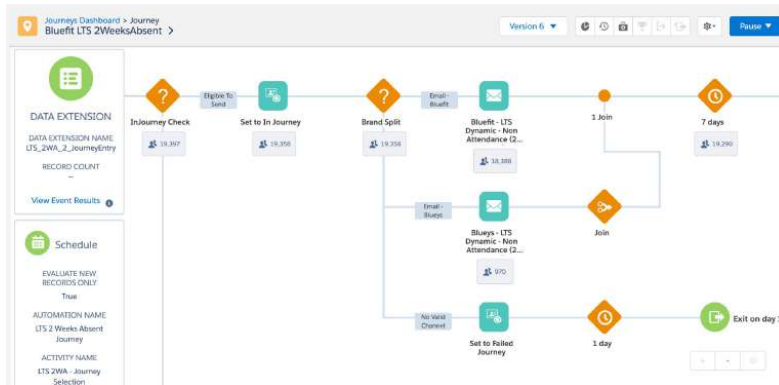 Journeys Dashboard > Journey
Bluefit LTS 2WeeksAbsent >
Version 6
Pause
DATA EXTENSION
DATA EXTENSION NAME
LTS_2WA_2_JourneyEntry
RECORD COUNT
--
View Event Results
Schedule
EVALUATE NEW
RECORDS ONLY
True
AUTOMATION NAME
LTS 2 Weeks Absent
Journey
ACTIVITY NAME
LTS 2WA - Journey
Selection
InJourney Check
19,397
Eligible To
Send
Set to In Journey
19,358
Brand Split
19,358
Email -
Bluefit
Bluefit - LTS
Dynamic - Non
Attendance (2...
18,388
1 Join
7 days
19,290
Email -
Blueys
Blueys - LTS
Dynamic - Non
Attendance (2...
970
Join
No Valid
Channel
Set to Failed
Journey
1 day
Exit on day